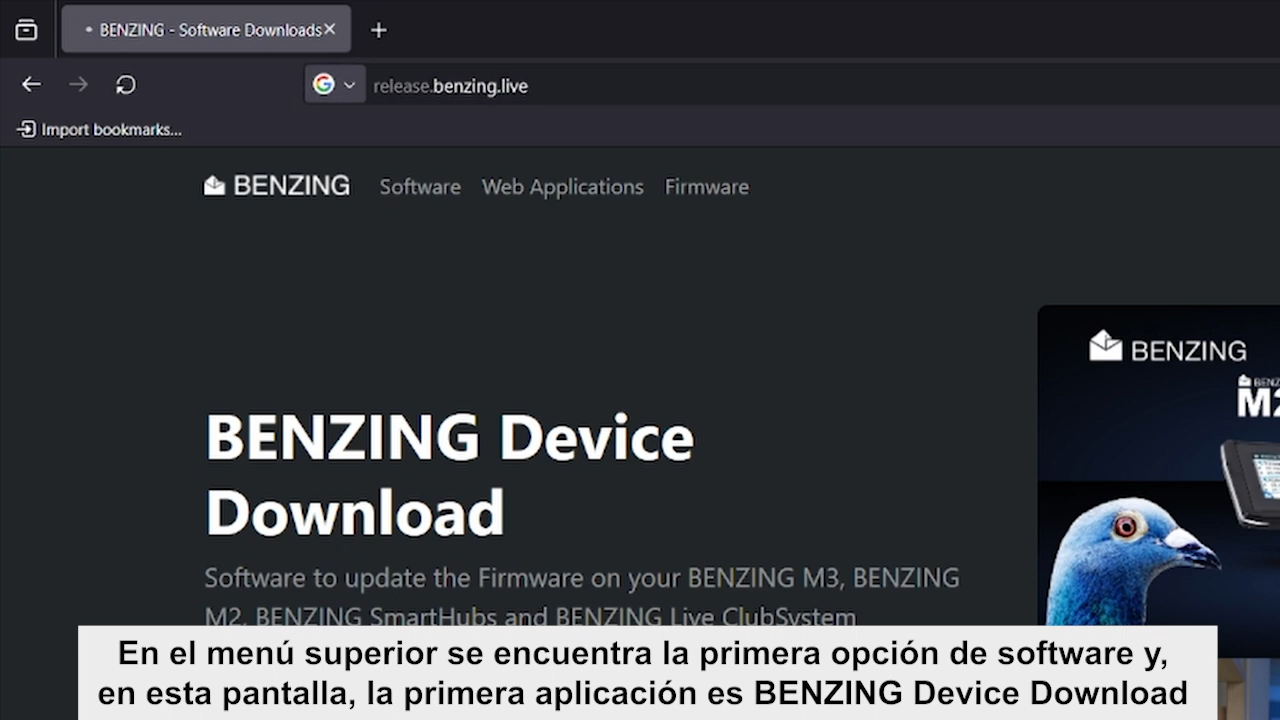 BENZING - Software Downloads
release.benzing.live
Import bookmarks...
BENZING Software Web Applications Firmware
BENZING
BENZING Device
Download
Software to update the Firmware on your BENZING M3, BENZING
M2, BENZING SmartHubs and BENZING Live ClubSystem
En el menú superior se encuentra la primera opción de software y,
en esta pantalla, la primera aplicación es BENZING Device Download